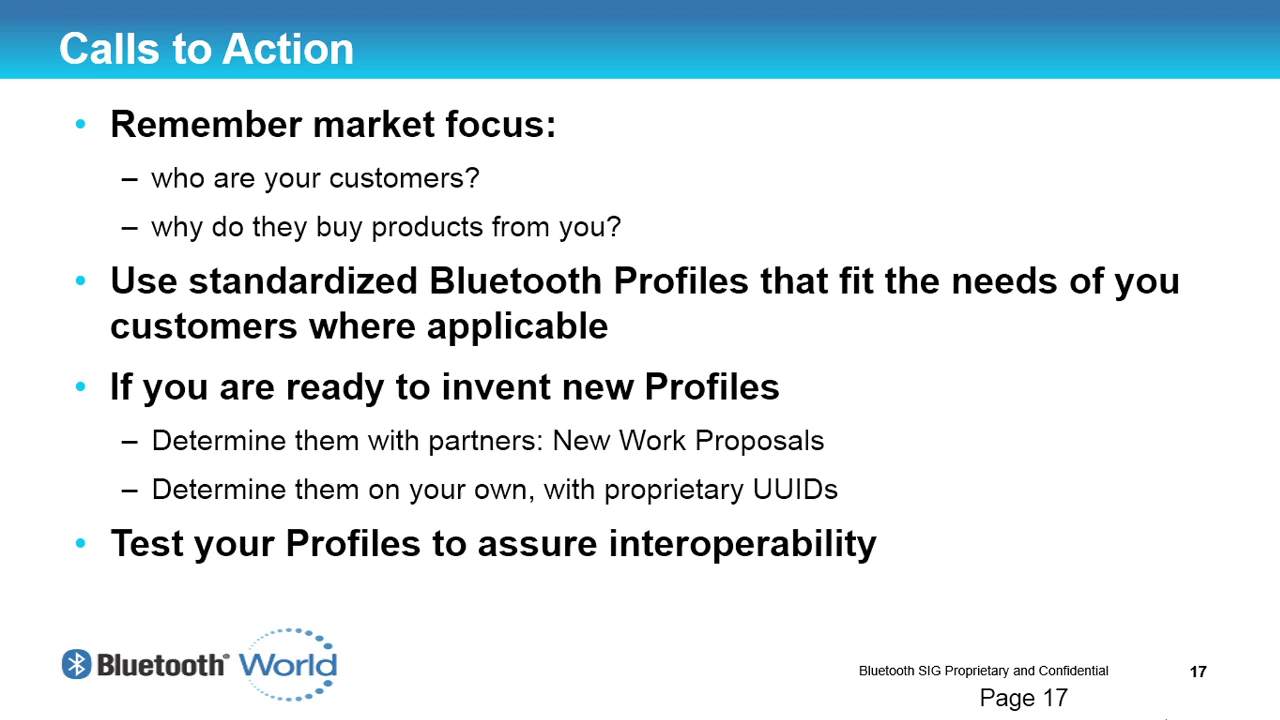 Calls to Action
• Remember market focus:
– who are your customers?
– why do they buy products from you?
• Use standardized Bluetooth Profiles that fit the needs of you
customers where applicable
• If you are ready to invent new Profiles
– Determine them with partners: New Work Proposals
– Determine them on your own, with proprietary UUIDs
• Test your Profiles to assure interoperability
Bluetooth® World
Bluetooth SIG Proprietary and Confidential 17
Page 17